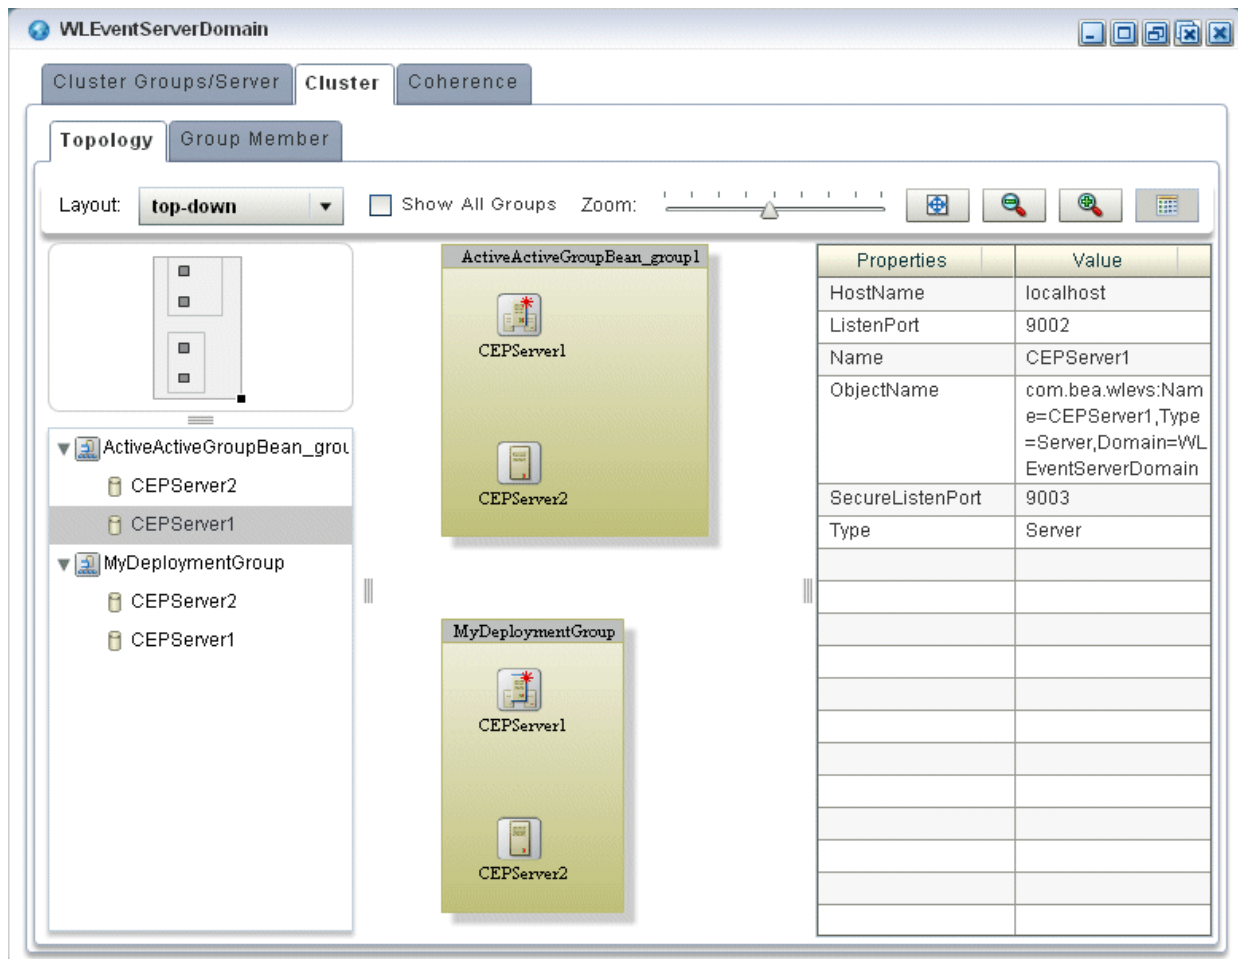 WLEventServerDomain
Cluster Groups/Server Cluster Coherence
Topology Group Member
Layout: top-down Show All Groups Zoom:
ActiveActiveGroupBean_grou
CEPServer2
CEPServer1
MyDeploymentGroup
CEPServer2
CEPServer1
ActiveActiveGroupBean_group1
CEPServer1
CEPServer2
MyDeploymentGroup
CEPServer1
CEPServer2
Properties Value
HostName localhost
ListenPort 9002
Name CEPServer1
ObjectName com.bea.wlevs:Nam
e=CEPServer1,Type
=Server,Domain=WL
EventServerDomain
SecureListenPort 9003
Type Server